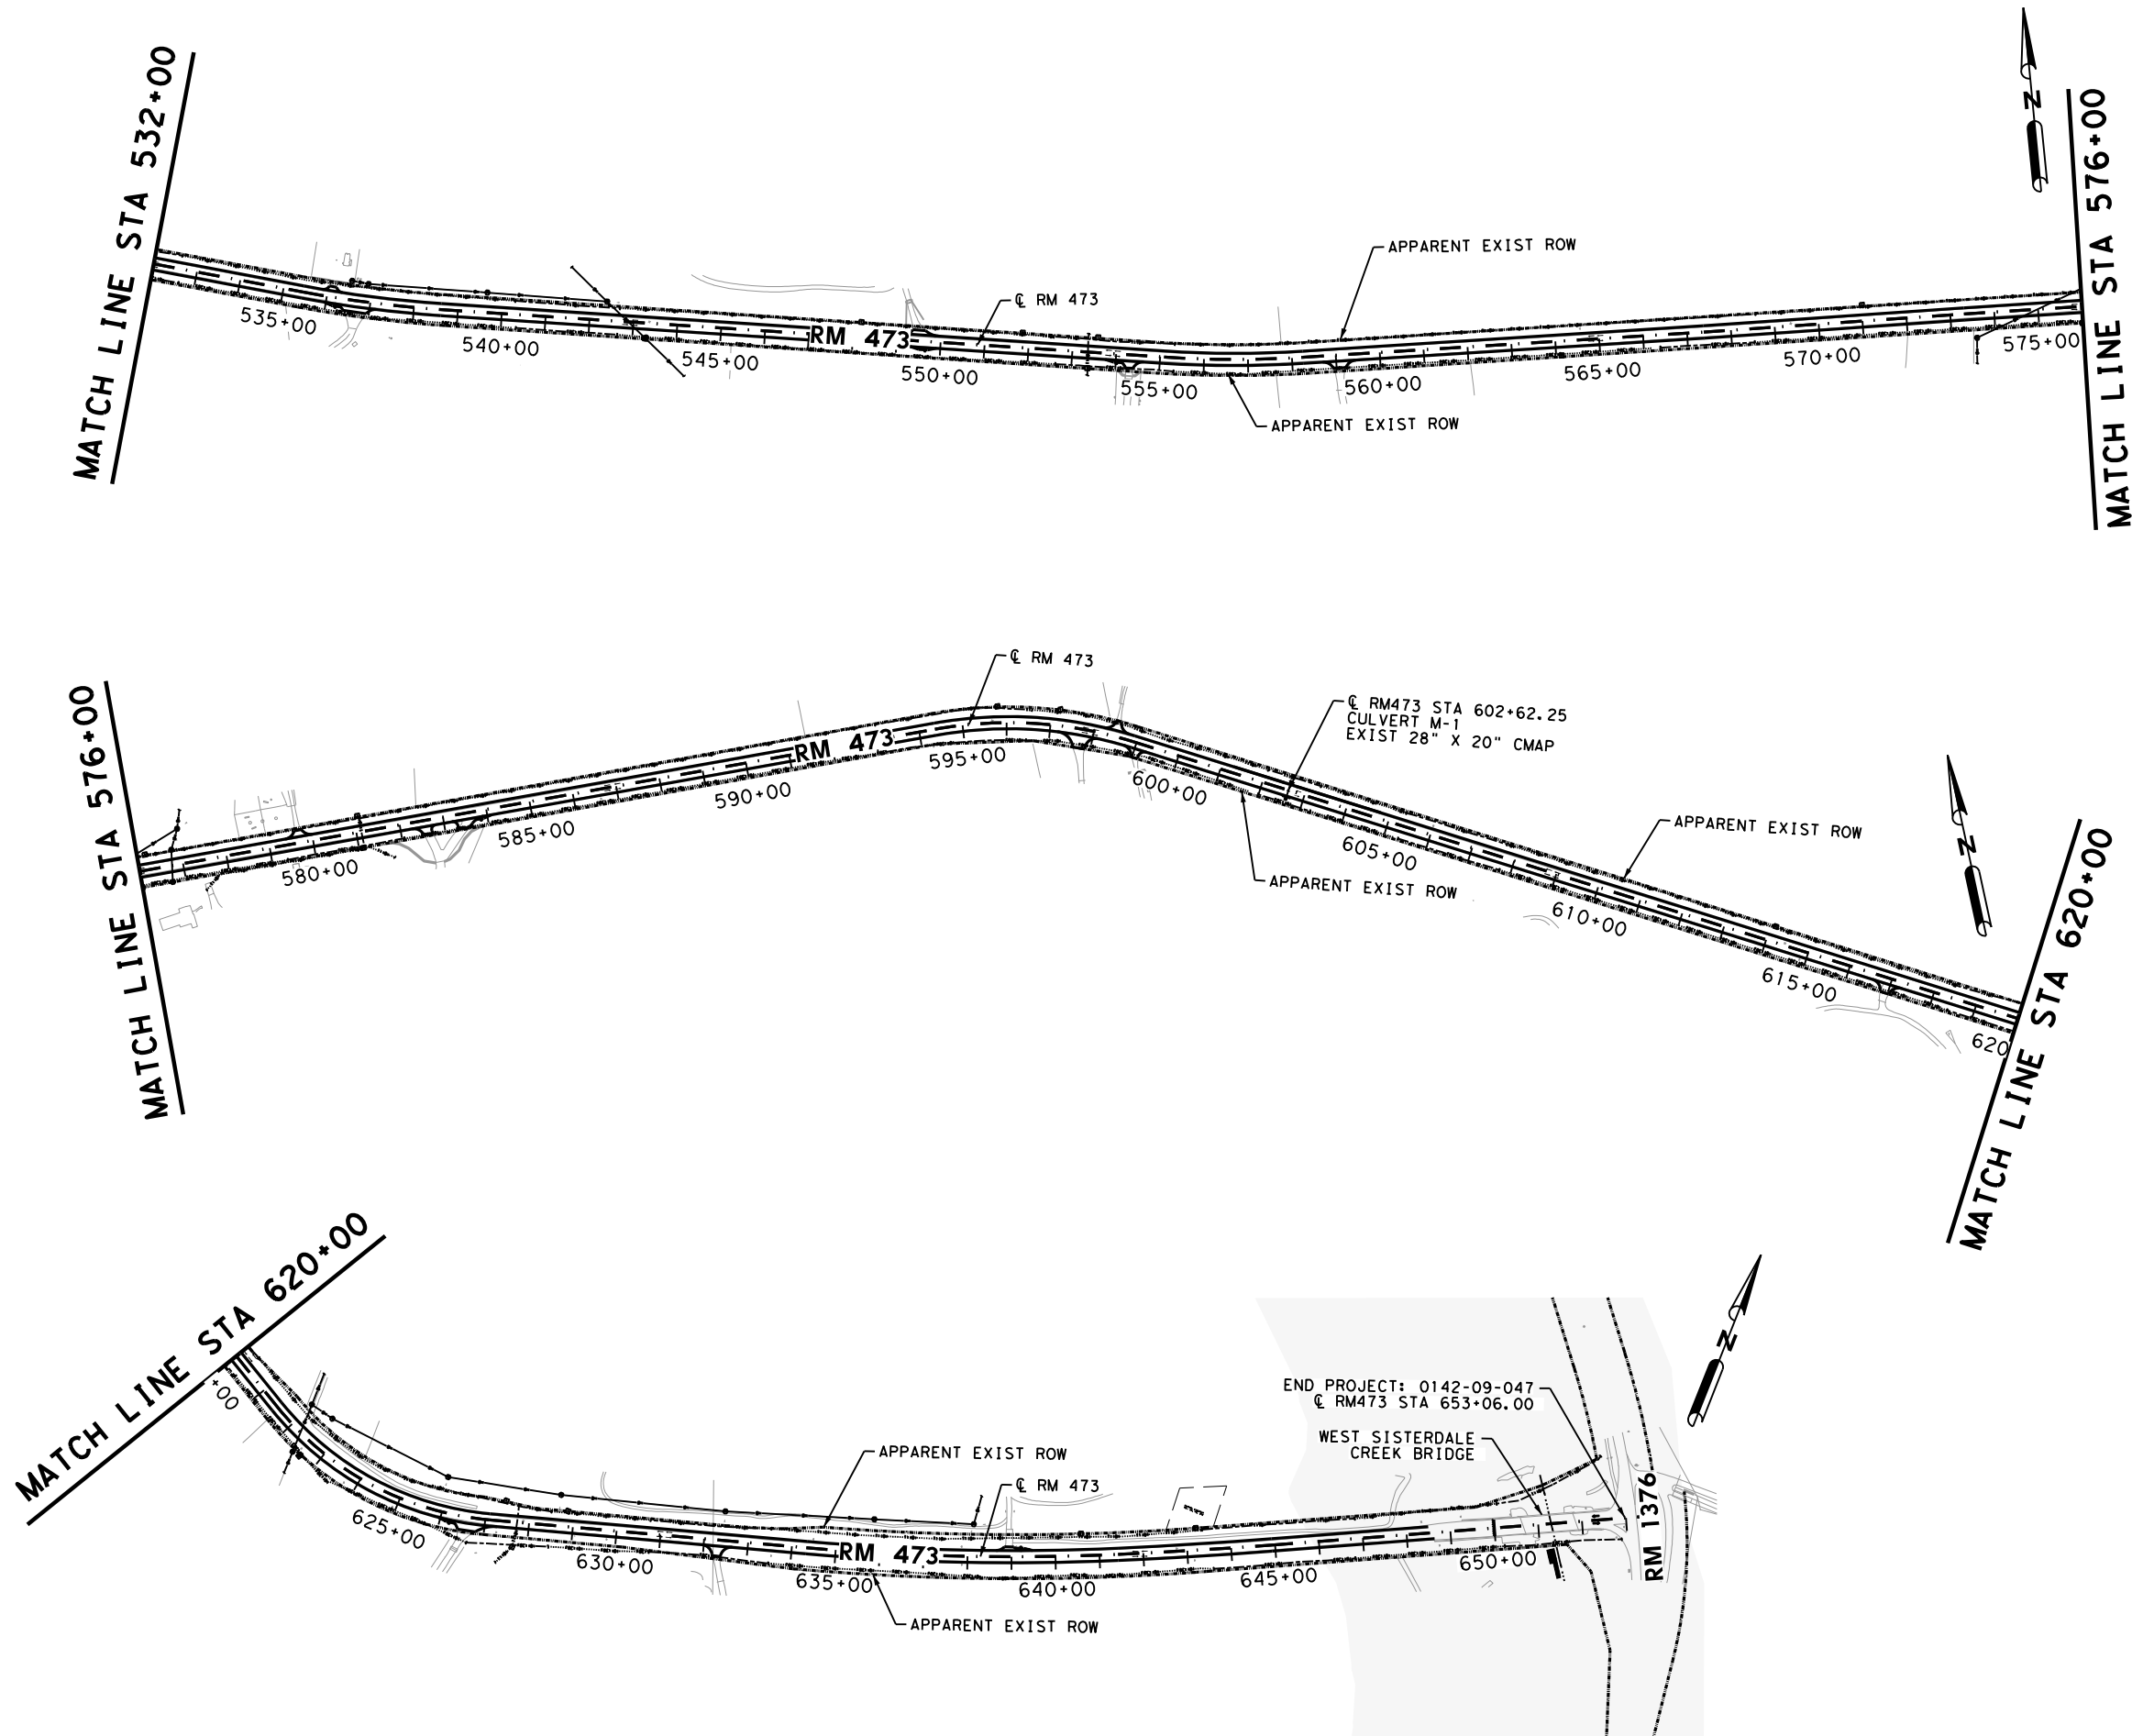 MATCH LINE STA 532+00
535+00
540+00
545+00
RM 473
550+00
℄ RM 473
555+00
APPARENT EXIST ROW
APPARENT EXIST ROW
560+00
565+00
570+00
575+00
N
MATCH LINE STA 576+00
MATCH LINE STA 576+00
580+00
585+00
590+00
RM 473
595+00
℄ RM 473
600+00
℄ RM473 STA 602+62.25
CULVERT M-1
EXIST 28" X 20" CMAP
APPARENT EXIST ROW
605+00
APPARENT EXIST ROW
610+00
615+00
620
N
MATCH LINE STA 620+00
MATCH LINE STA 620+00
+00
625+00
630+00
635+00
RM 473
APPARENT EXIST ROW
℄ RM 473
APPARENT EXIST ROW
640+00
645+00
650+00
END PROJECT: 0142-09-047
℄ RM473 STA 653+06.00
WEST SISTERDALE
CREEK BRIDGE
RM 1376
N